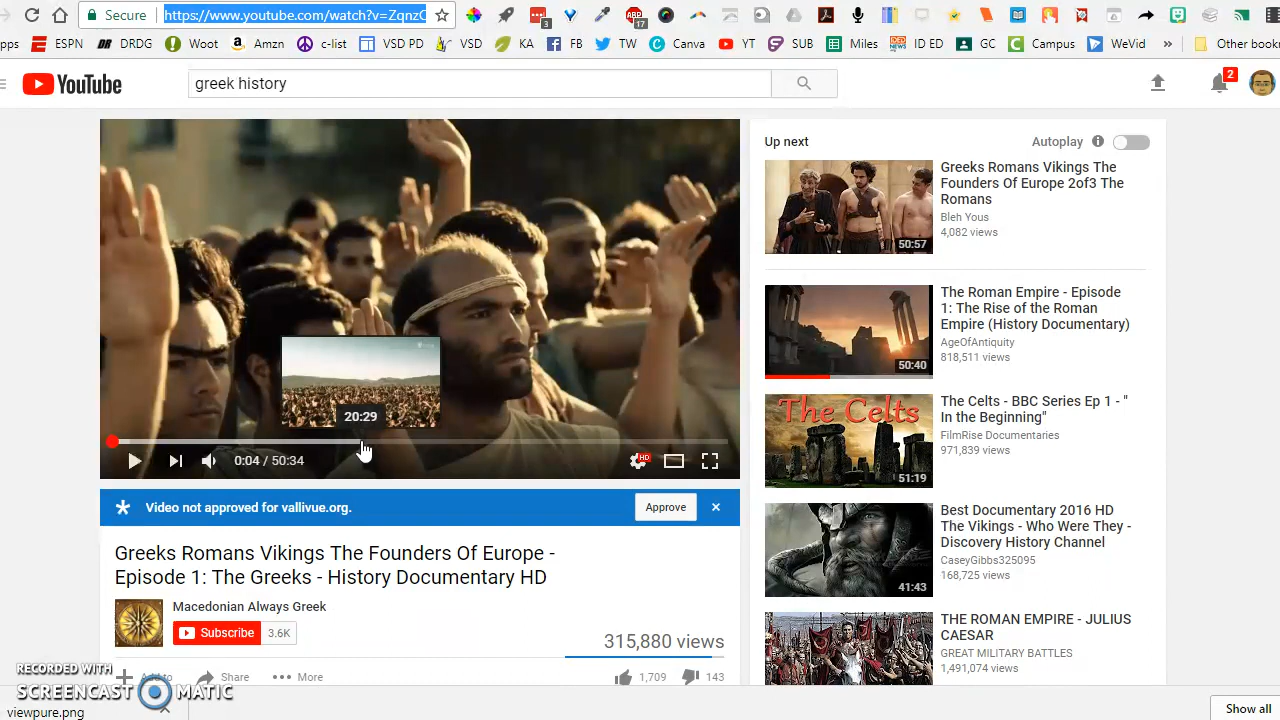 Secure
https://www.youtube.com/watch?v=ZqnzC
3
ABP
17
pps
ESPN
DR DRDG
Woot
Amzn
c-list
VSD PD
VSD
KA
FB
TW
Canva
YT
SUB
Miles
ID ED
GC
Campus
WeVid
»
Other book
YouTube
greek history
2
20:29
0:04 / 50:34
HD
Video not approved for vallivue.org.
Approve
×
Greeks Romans Vikings The Founders Of Europe -
Episode 1: The Greeks - History Documentary HD
Macedonian Always Greek
Subscribe
3.6K
315,880 views
Add to
Share
More
1,709
143
Up next
Autoplay
Greeks Romans Vikings The
Founders Of Europe 2of3 The
Romans
Bleh Yous
4,082 views
50:57
The Roman Empire - Episode
1: The Rise of the Roman
Empire (History Documentary)
AgeOfAntiquity
818,511 views
50:40
The Celts
The Celts - BBC Series Ep 1 - "
In the Beginning"
FilmRise Documentaries
971,839 views
51:19
Best Documentary 2016 HD
The Vikings - Who Were They -
Discovery History Channel
CaseyGibbs325095
168,725 views
41:43
THE ROMAN EMPIRE - JULIUS
CAESAR
GREAT MILITARY BATTLES
1,491,074 views
RECORDED WITH
SCREENCAST MATIC
viewpure.png
Show all